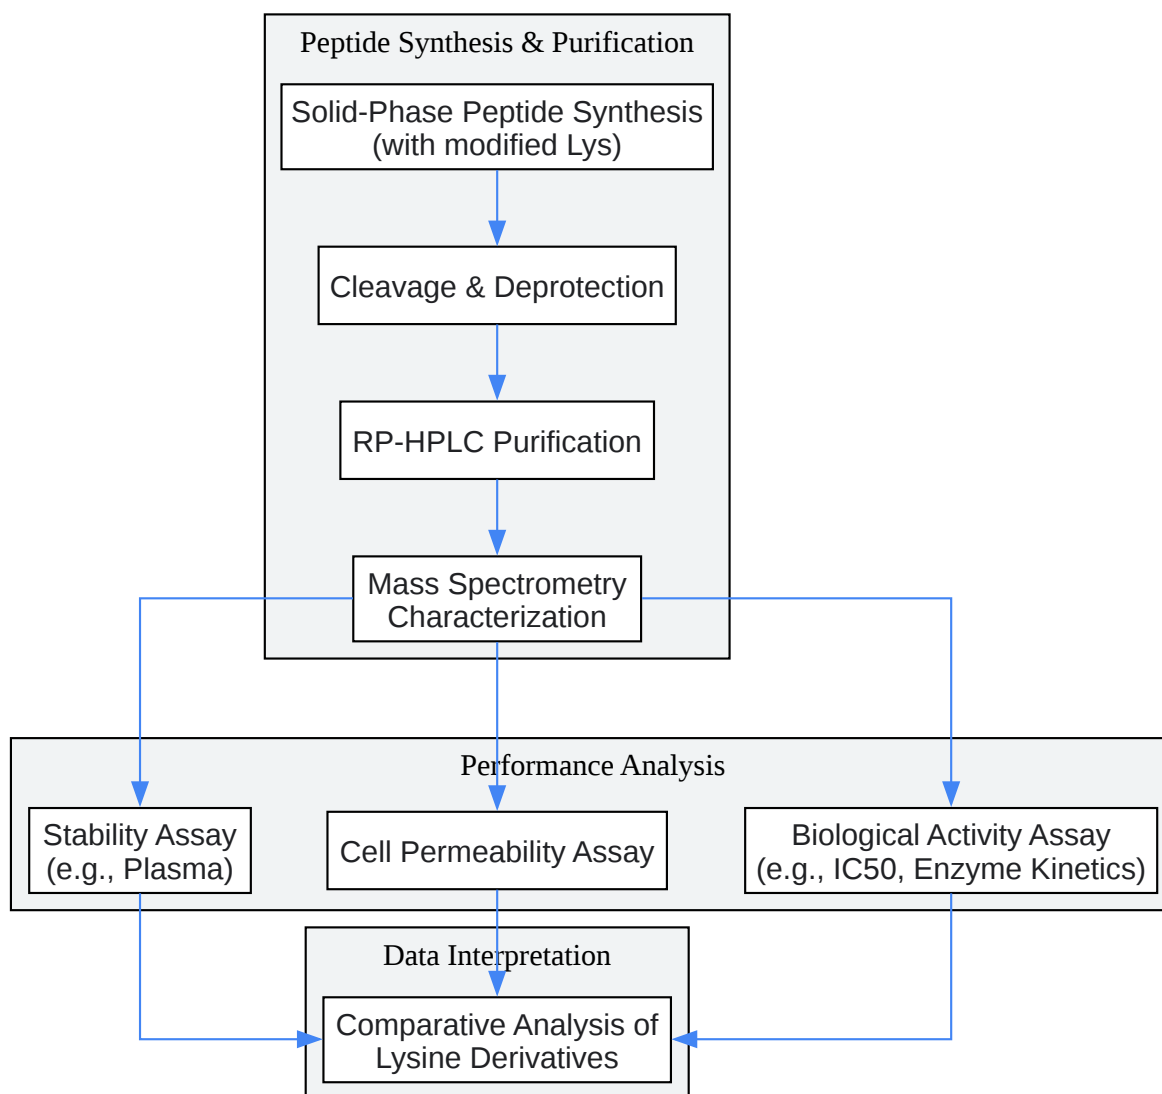 Peptide Synthesis & Purification
Solid-Phase Peptide Synthesis
(with modified Lys)
Cleavage & Deprotection
RP-HPLC Purification
Mass Spectrometry
Characterization
Performance Analysis
Stability Assay
(e.g., Plasma)
Cell Permeability Assay
Biological Activity Assay
(e.g., IC50, Enzyme Kinetics)
Data Interpretation
Comparative Analysis of
Lysine Derivatives